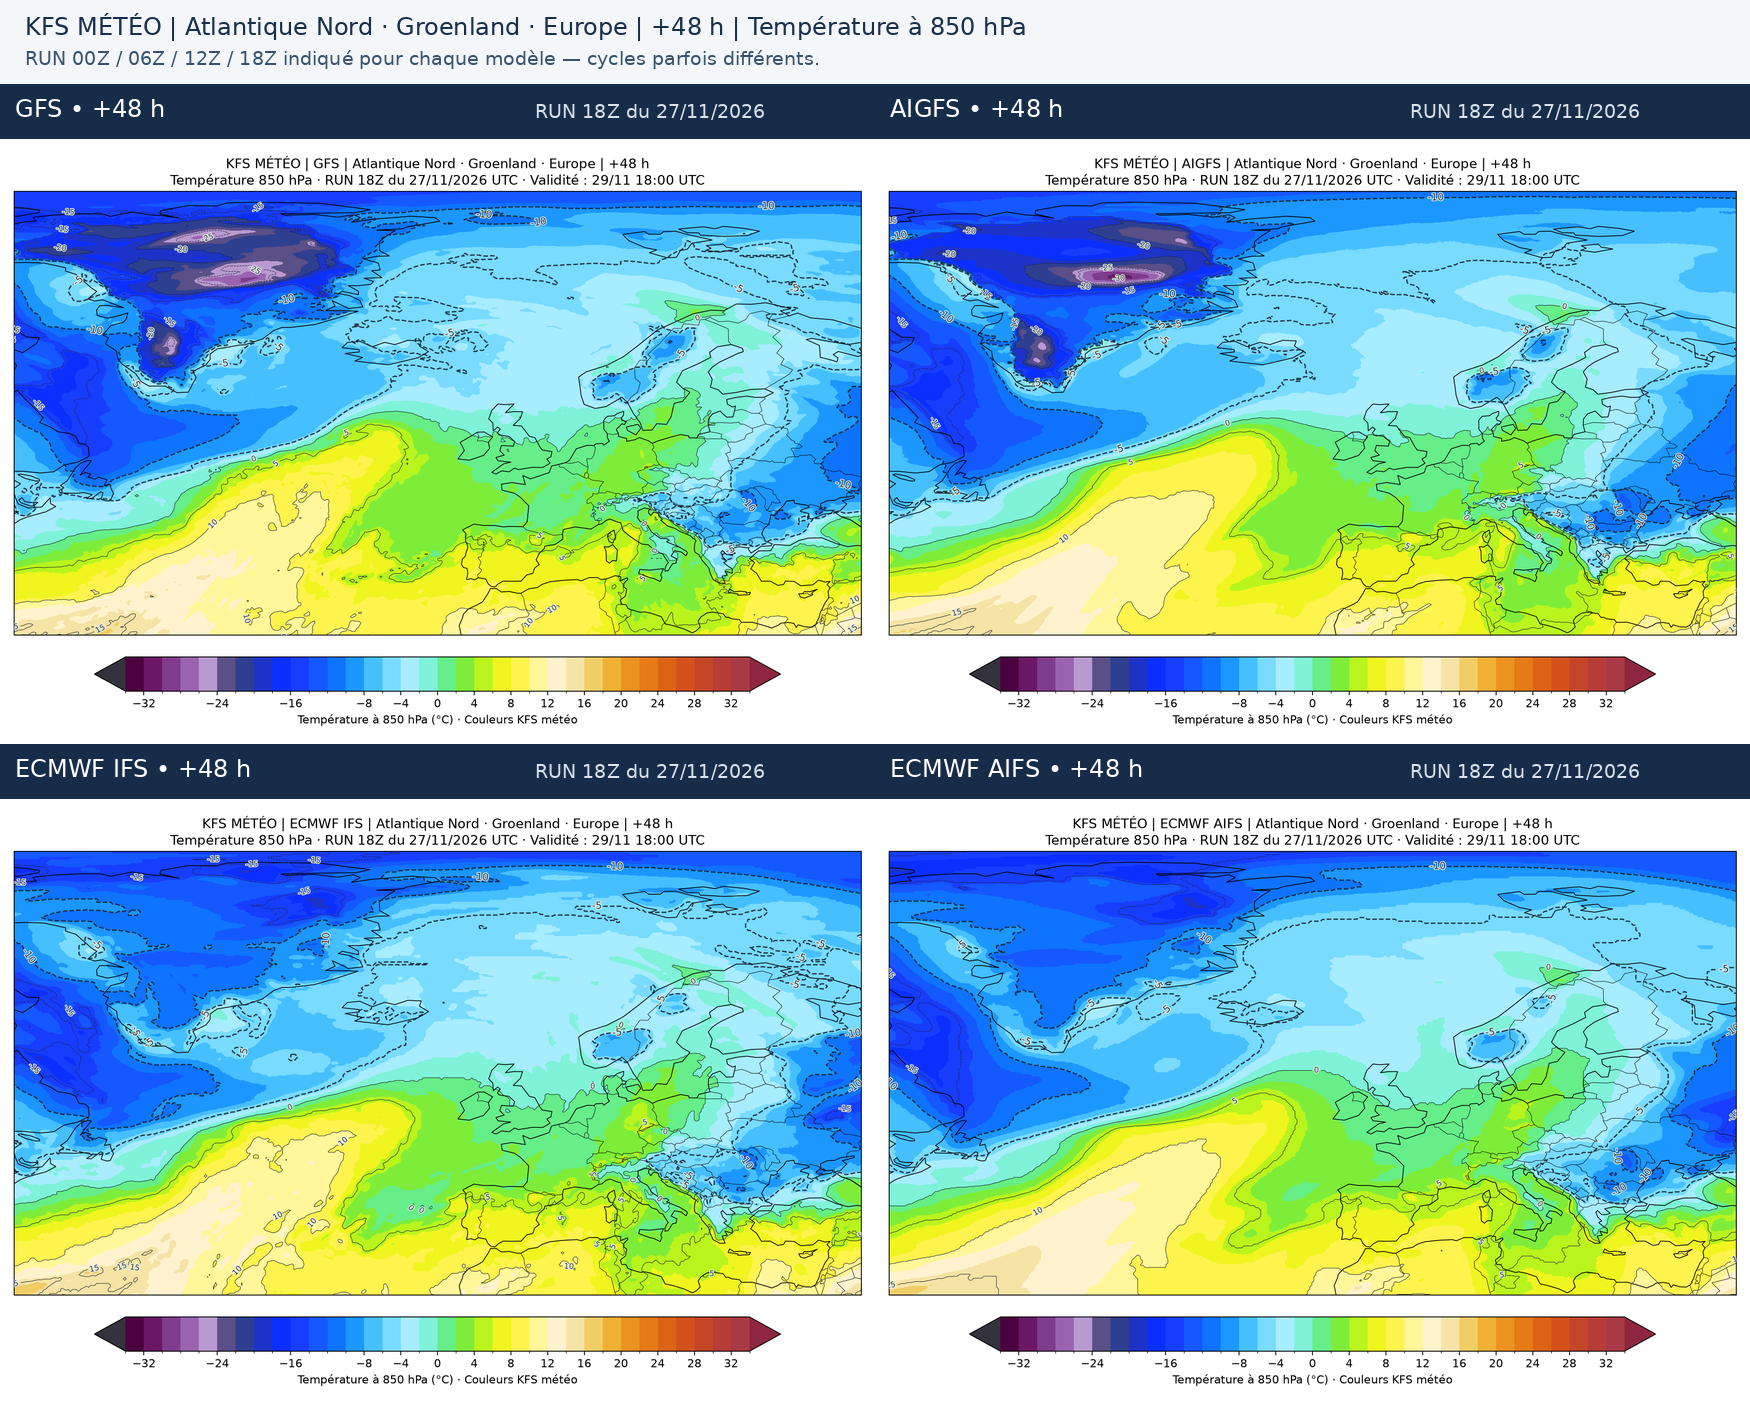 KFS MÉTÉO | Atlantique Nord · Groenland · Europe | +48 h | Température à 850 hPa
RUN 00Z / 06Z / 12Z / 18Z indiqué pour chaque modèle — cycles parfois différents.
GFS • +48 h
RUN 18Z du 27/11/2026
AIGFS • +48 h
RUN 18Z du 27/11/2026
KFS MÉTÉO | GFS | Atlantique Nord · Groenland · Europe | +48 h
Température 850 hPa · RUN 18Z du 27/11/2026 UTC · Validité : 29/11 18:00 UTC
KFS MÉTÉO | AIGFS | Atlantique Nord · Groenland · Europe | +48 h
Température 850 hPa · RUN 18Z du 27/11/2026 UTC · Validité : 29/11 18:00 UTC
−32 −24 −16 −8 −4 0 4 8 12 16 20 24 28 32
Température à 850 hPa (°C) · Couleurs KFS météo
−32 −24 −16 −8 −4 0 4 8 12 16 20 24 28 32
Température à 850 hPa (°C) · Couleurs KFS météo
ECMWF IFS • +48 h
RUN 18Z du 27/11/2026
ECMWF AIFS • +48 h
RUN 18Z du 27/11/2026
KFS MÉTÉO | ECMWF IFS | Atlantique Nord · Groenland · Europe | +48 h
Température 850 hPa · RUN 18Z du 27/11/2026 UTC · Validité : 29/11 18:00 UTC
KFS MÉTÉO | ECMWF AIFS | Atlantique Nord · Groenland · Europe | +48 h
Température 850 hPa · RUN 18Z du 27/11/2026 UTC · Validité : 29/11 18:00 UTC
−32 −24 −16 −8 −4 0 4 8 12 16 20 24 28 32
Température à 850 hPa (°C) · Couleurs KFS météo
−32 −24 −16 −8 −4 0 4 8 12 16 20 24 28 32
Température à 850 hPa (°C) · Couleurs KFS météo